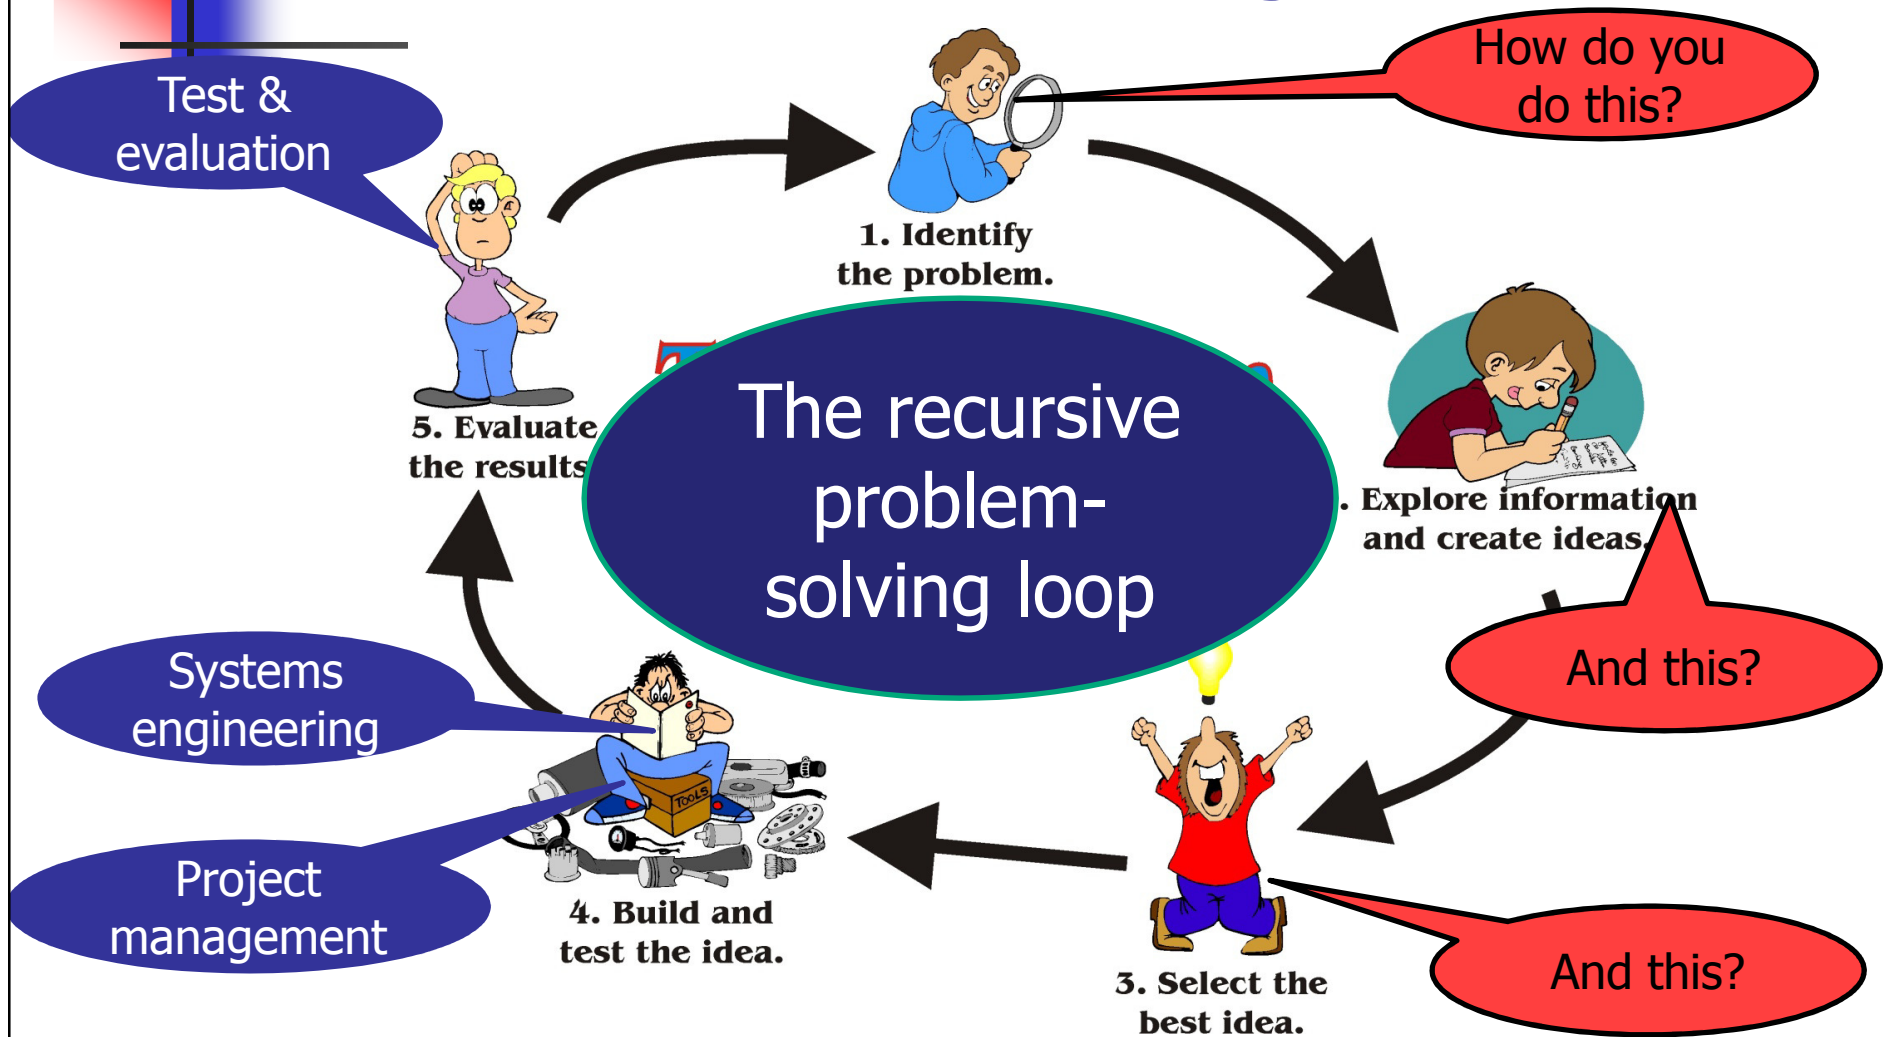 How do you
do this?
Test &
evaluation
1. Identify
the problem.
The recursive
problem-
solving loop
5. Evaluate
the results
. Explore information
and create ideas.
And this?
Systems
engineering
TOOLS
Project
management
4. Build and
test the idea.
And this?
3. Select the
best idea.